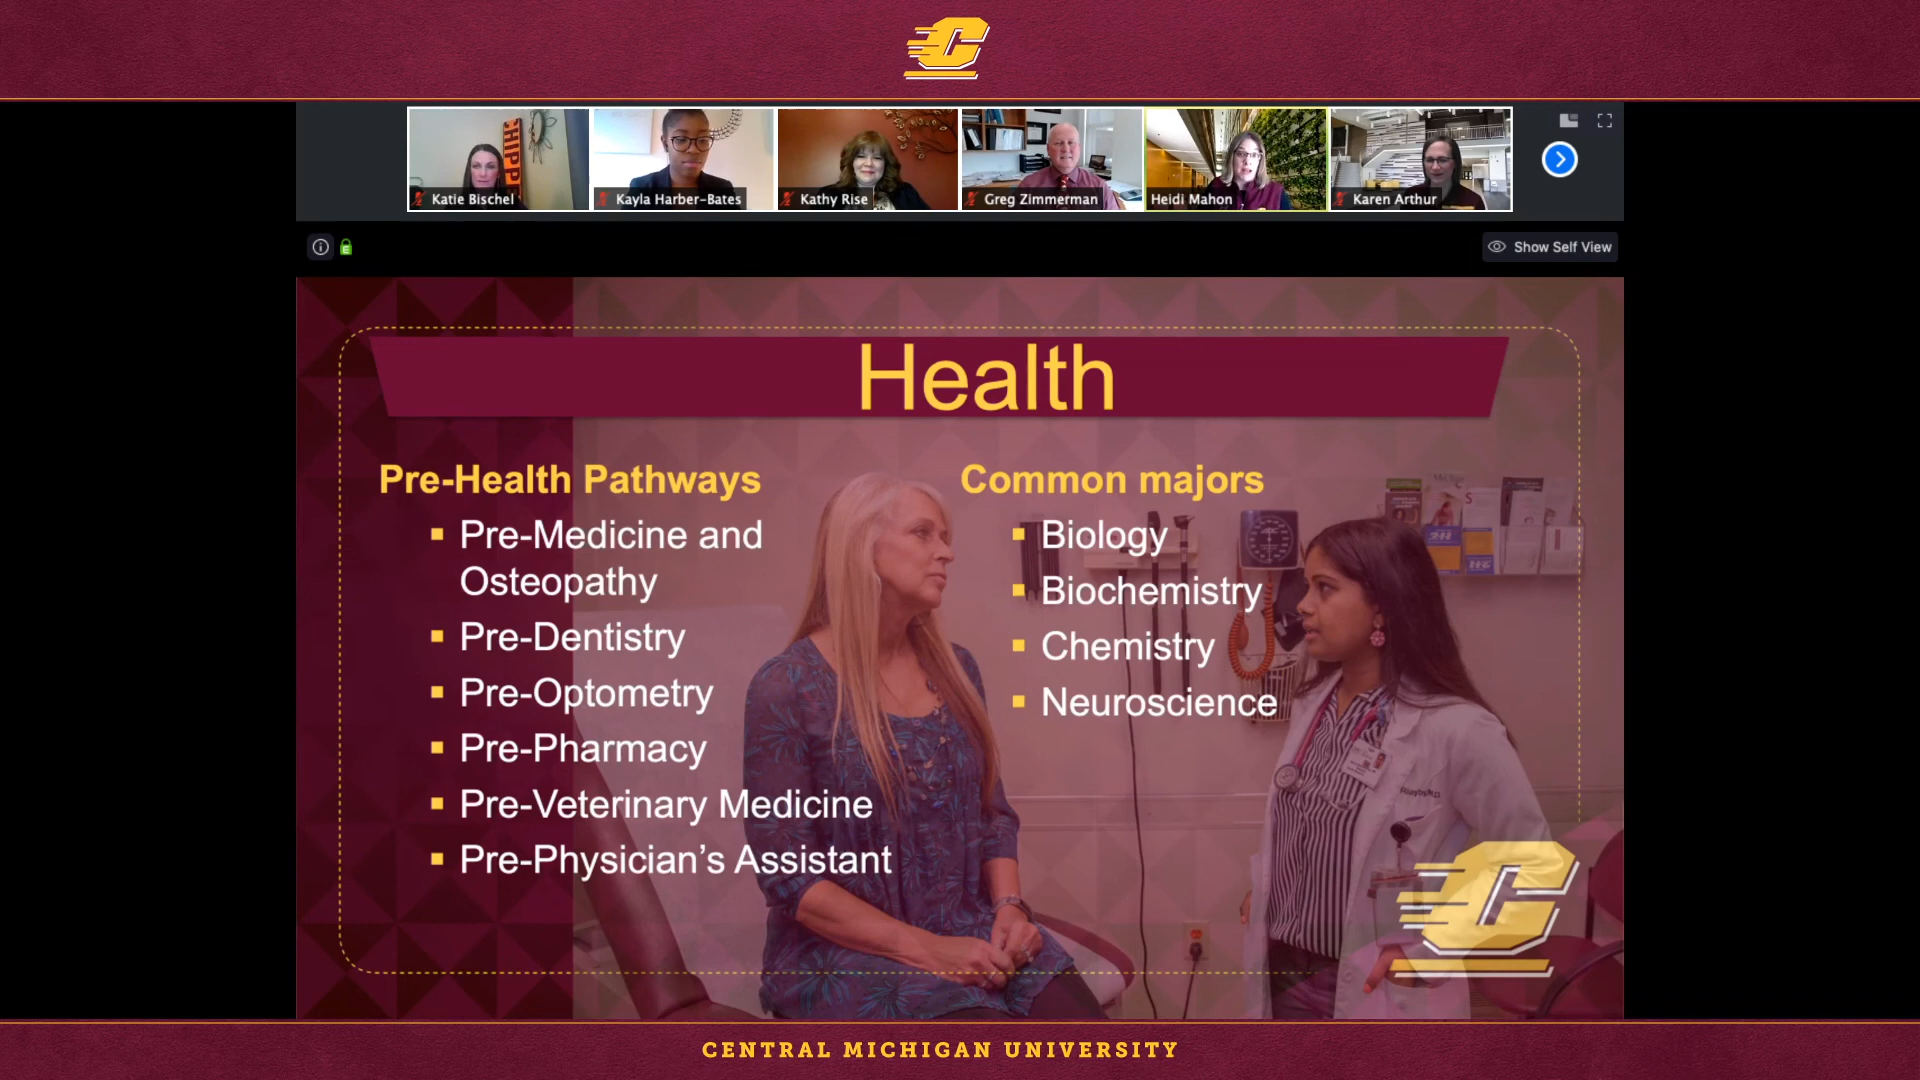 C
CHIPP
Katie Bischel
Kayla Harber-Bates
Kathy Rise
Greg Zimmerman
Heidi Mahon
Karen Arthur
Show Self View
Health
Pre-Health Pathways
Pre-Medicine and
Osteopathy
Pre-Dentistry
Pre-Optometry
Pre-Pharmacy
Pre-Veterinary Medicine
Pre-Physician’s Assistant
Common majors
Biology
Biochemistry
Chemistry
Neuroscience
C
CENTRAL MICHIGAN UNIVERSITY